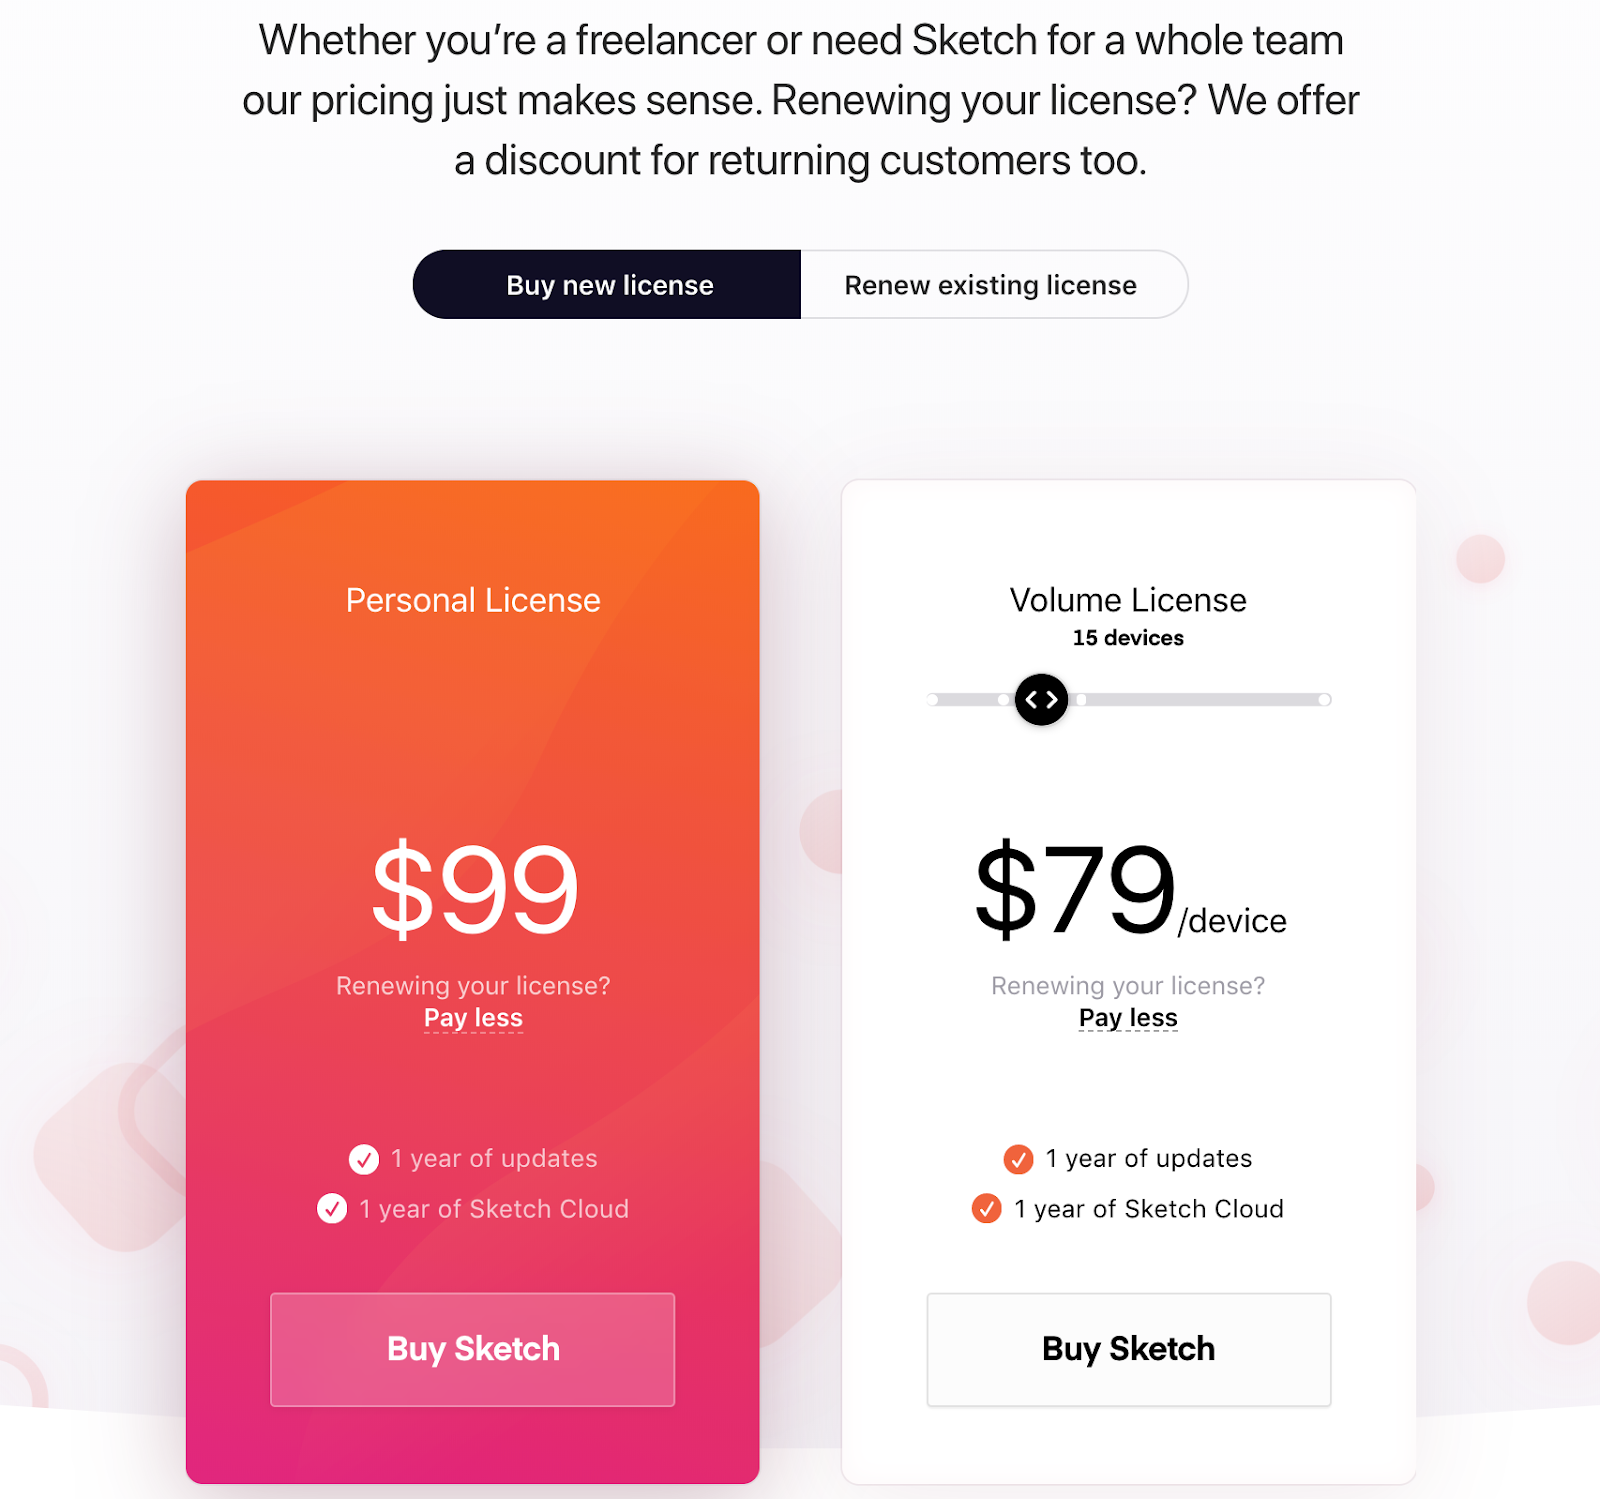 Whether you’re a freelancer or need Sketch for a whole team
our pricing just makes sense. Renewing your license? We offer
a discount for returning customers too.
Buy new license
Renew existing license
Personal License
$99
Renewing your license?
Pay less
1 year of updates
1 year of Sketch Cloud
Buy Sketch
Volume License
15 devices
$79/device
Renewing your license?
Pay less
1 year of updates
1 year of Sketch Cloud
Buy Sketch